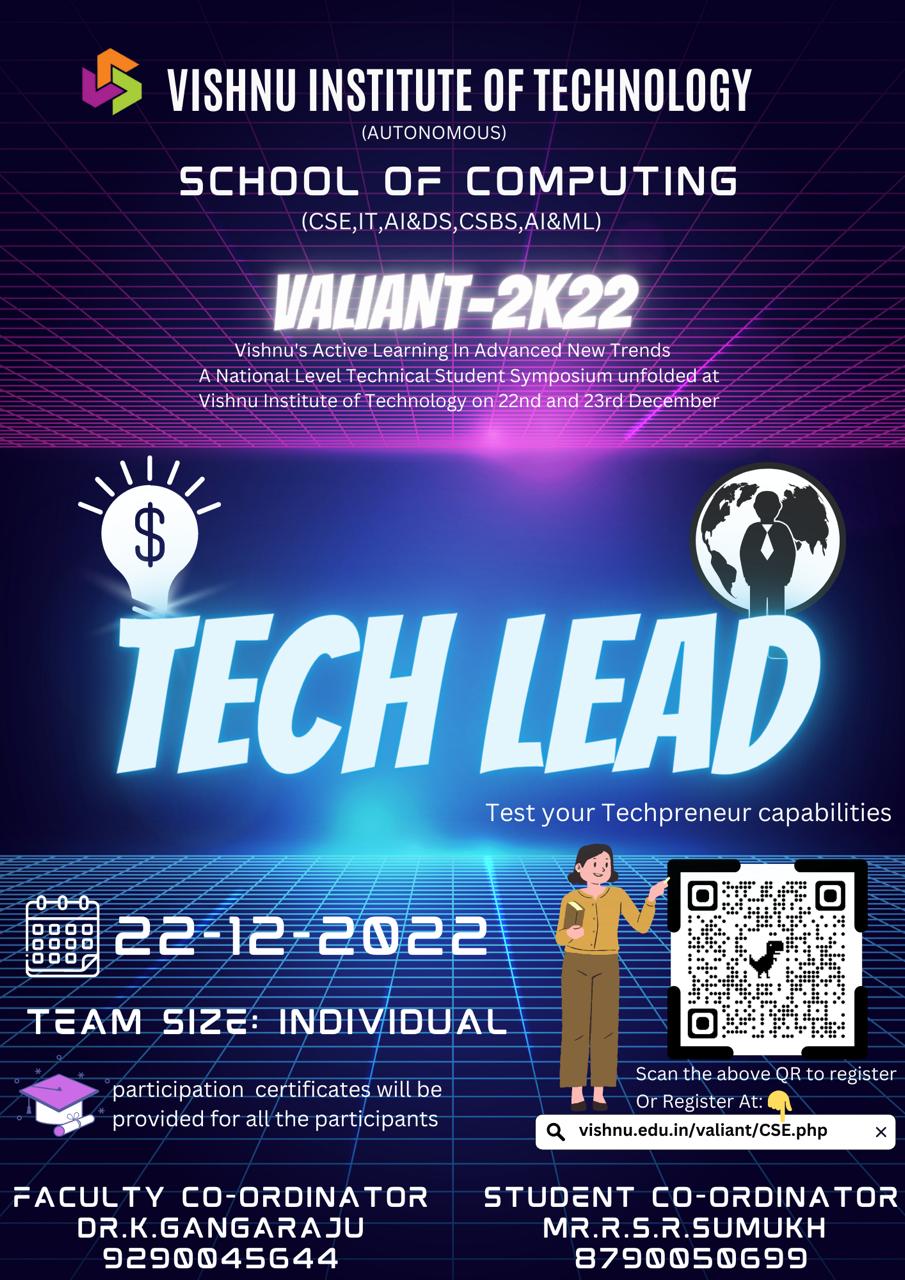 VISHNU INSTITUTE OF TECHNOLOGY
(AUTONOMOUS)
SCHOOL OF COMPUTING
(CSE,IT,AI&DS,CSBS,AI&ML)
VALIANT-2K22
Vishnu's Active Learning In Advanced New Trends
A National Level Technical Student Symposium unfolded at
Vishnu Institute of Technology on 22nd and 23rd December
$
TECH LEAD
Test your Techpreneur capabilities
22-12-2022
TEAM SIZE: INDIVIDUAL
participation certificates will be
provided for all the participants
Scan the above QR to register
Or Register At: 👇
vishnu.edu.in/valiant/CSE.php
FACULTY CO-ORDINATOR
DR.K.GANGARAJU
9290045644
STUDENT CO-ORDINATOR
MR.R.S.R.SUMUKH
8790050699